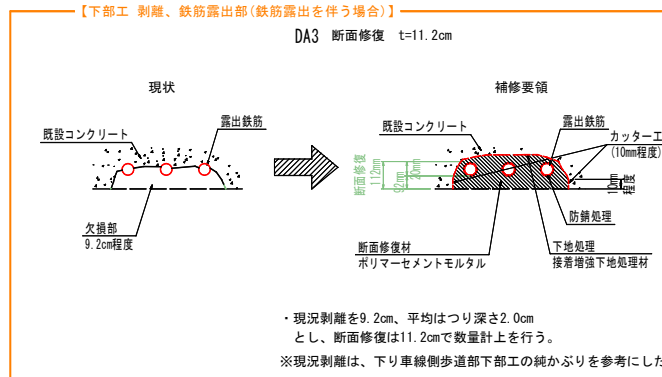 【下部工 剥離、鉄筋露出部(鉄筋露出を伴う場合)】
DA3 断面修復 t=11.2cm
現状
補修要領
既設コンクリート
露出鉄筋
欠損部
9.2cm程度
既設コンクリート
露出鉄筋
カッター工
(10mm程度)
断面修復
112mm
92mm
20mm
10mm
程度
防錆処理
断面修復材
ポリマーセメントモルタル
下地処理
接着増強下地処理材
・現況剥離を9.2cm、平均はつり深さ2.0cm
とし、断面修復は11.2cmで数量計上を行う。
※現況剥離は、下り車線側歩道部下部工の純かぶりを参考にした